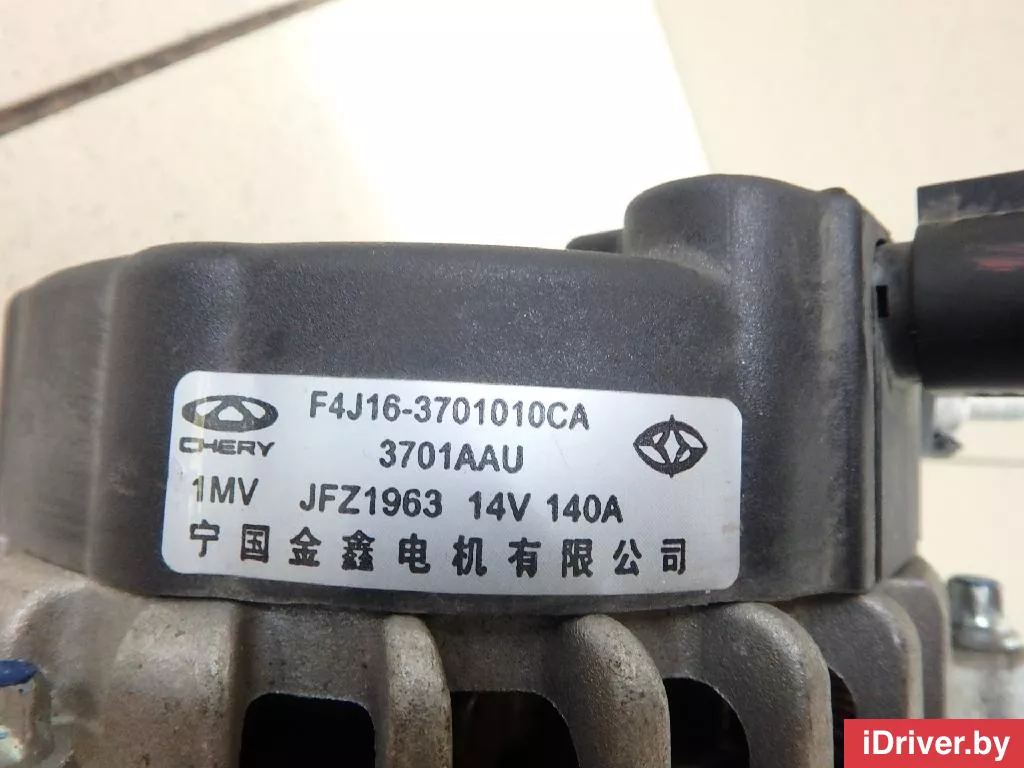 CHERY
F4J16-3701010CA
3701AAU
1MV JFZ1963 14V 140A
宁国金鑫电机有限公司
iDriver.by